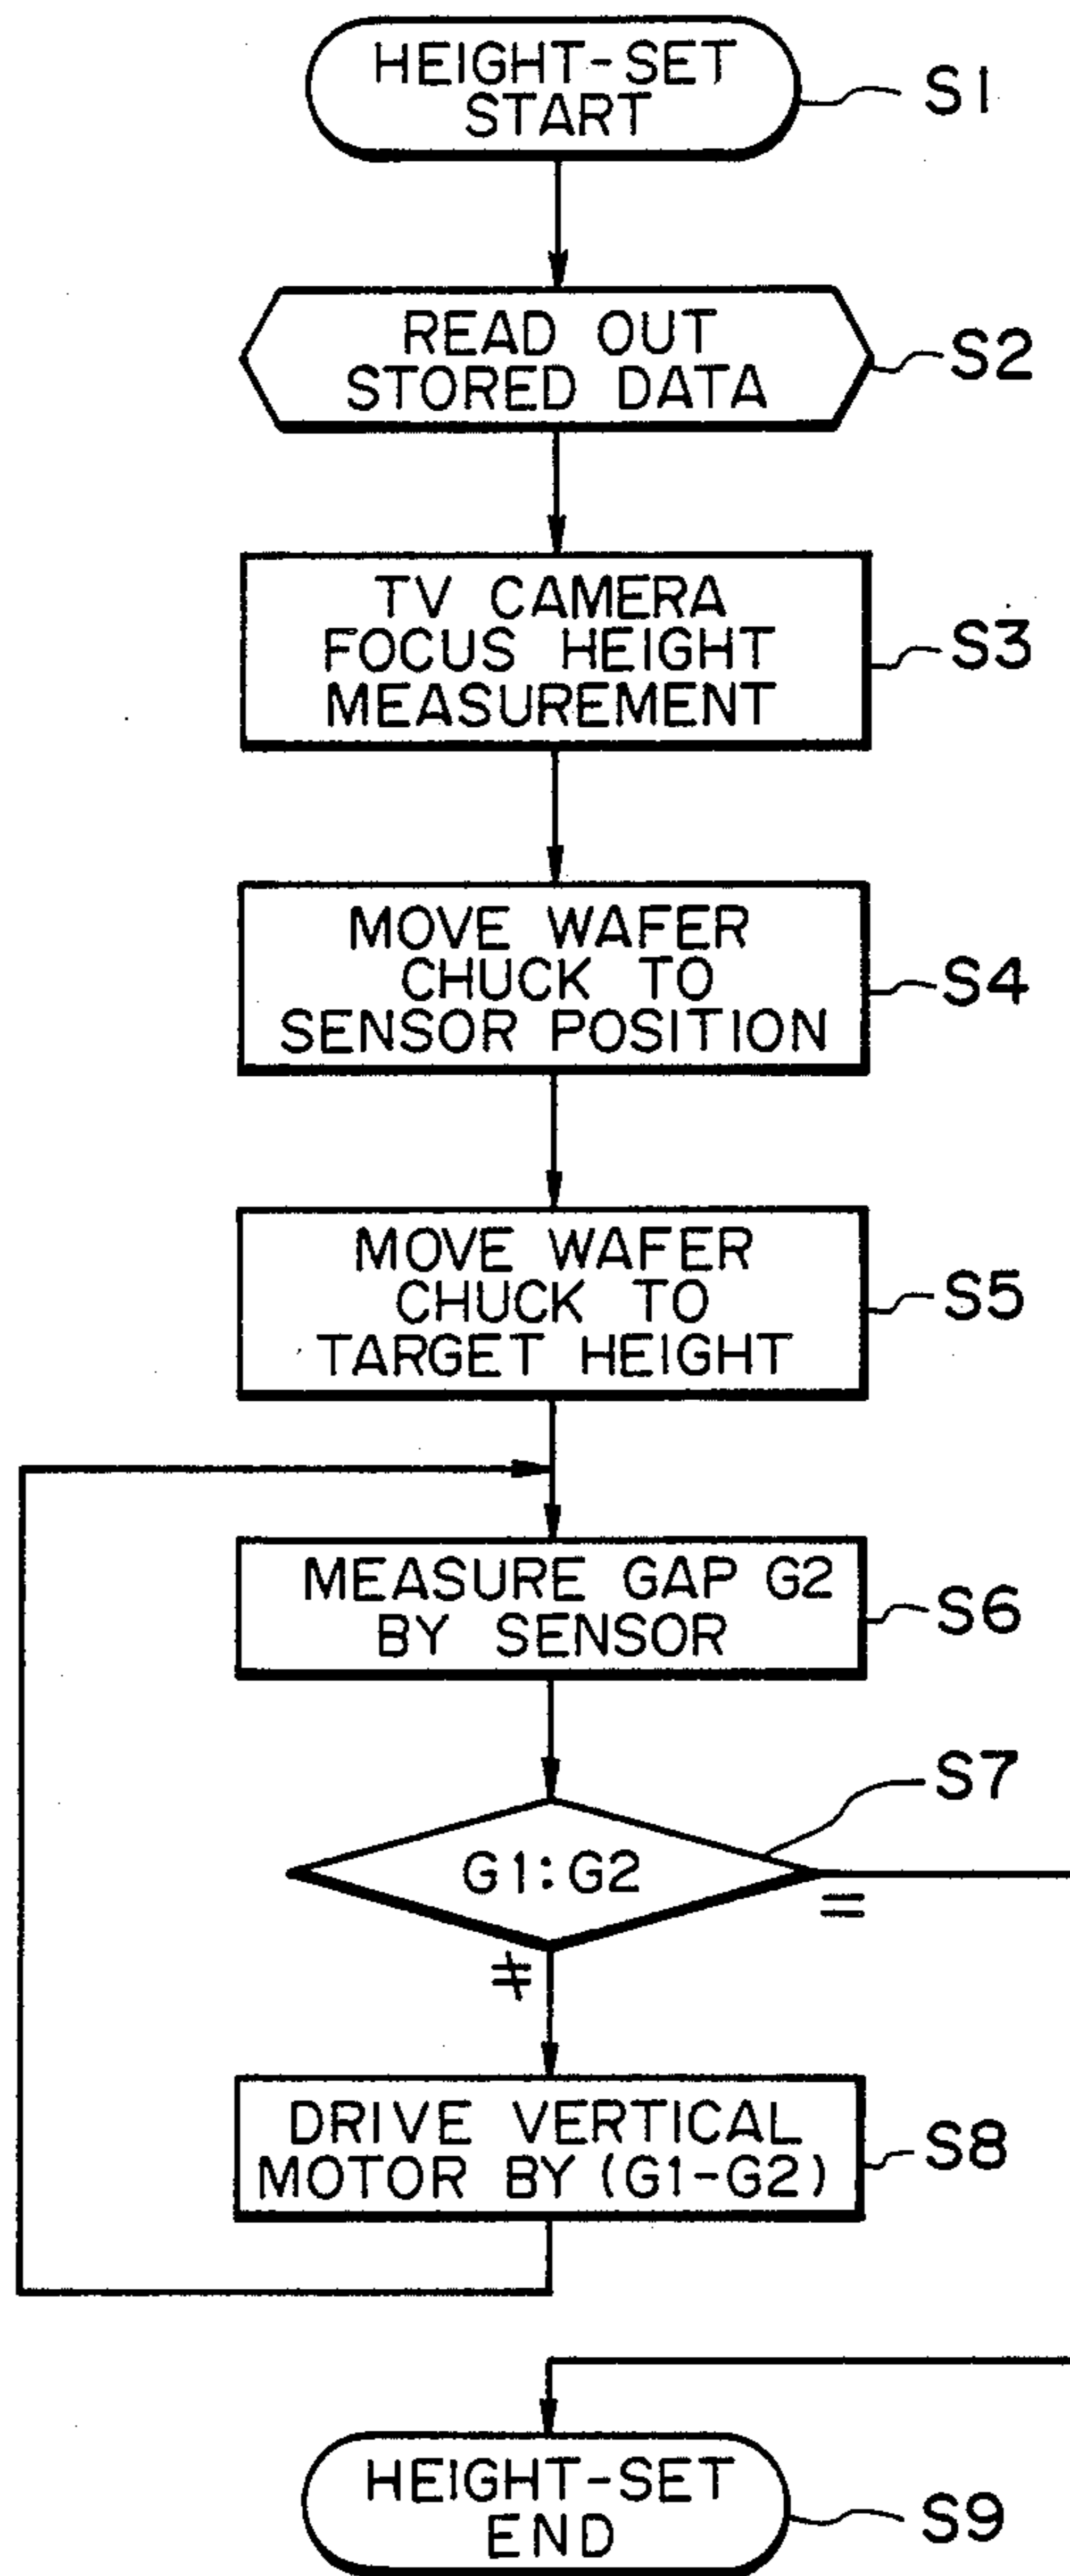 HEIGHT-SET
START
S1
READ OUT
STORED DATA
S2
TV CAMERA
FOCUS HEIGHT
MEASUREMENT
S3
MOVE WAFER
CHUCK TO
SENSOR POSITION
S4
MOVE WAFER
CHUCK TO
TARGET HEIGHT
S5
MEASURE GAP G2
BY SENSOR
S6
S7
G1:G2
=
≠
DRIVE VERTICAL
MOTOR BY (G1-G2)
S8
HEIGHT-SET
END
S9